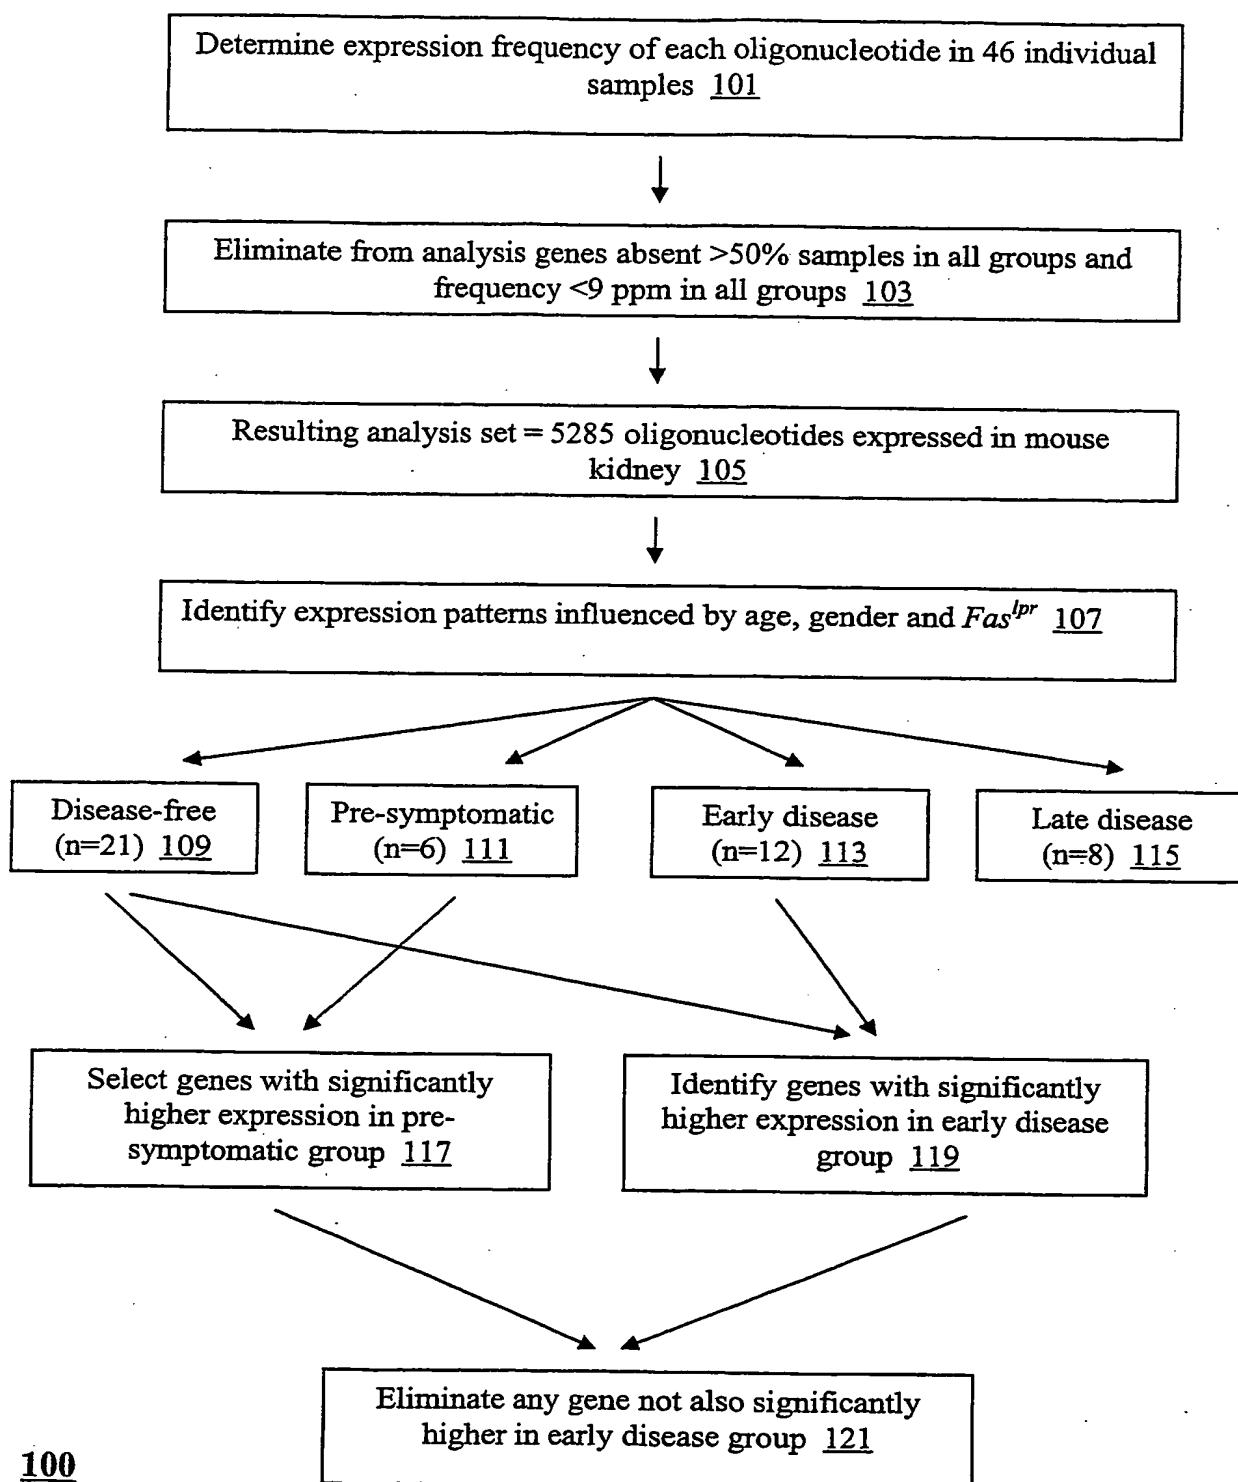 Determine expression frequency of each oligonucleotide in 46 individual
samples 101
Eliminate from analysis genes absent >50% samples in all groups and
frequency <9 ppm in all groups 103
Resulting analysis set = 5285 oligonucleotides expressed in mouse
kidney 105
Identify expression patterns influenced by age, gender and Fas^lpr 107
Disease-free
(n=21) 109
Pre-symptomatic
(n=6) 111
Early disease
(n=12) 113
Late disease
(n=8) 115
Select genes with significantly
higher expression in pre-
symptomatic group 117
Identify genes with significantly
higher expression in early disease
group 119
Eliminate any gene not also significantly
higher in early disease group 121
100